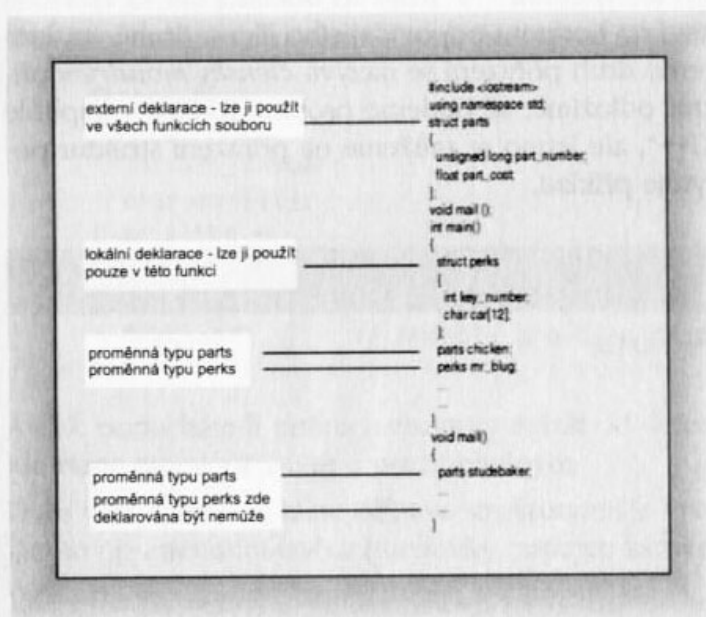 externí deklarace - lze ji použít
ve všech funkcích souboru
lokální deklarace - lze ji použít
pouze v této funkci
proměnná typu parts
proměnná typu perks
proměnná typu parts
proměnná typu perks zde
deklarována být nemůže
#include <iostream>
using namespace std;
struct parts
{
unsigned long part_number;
float part_cost;
};
void mail ();
int main()
{
struct perks
{
int key_number;
char car[12];
};
parts chicken;
perks mr_blug;
...
...
}
void mail()
{
parts studebaker;
...
...
}